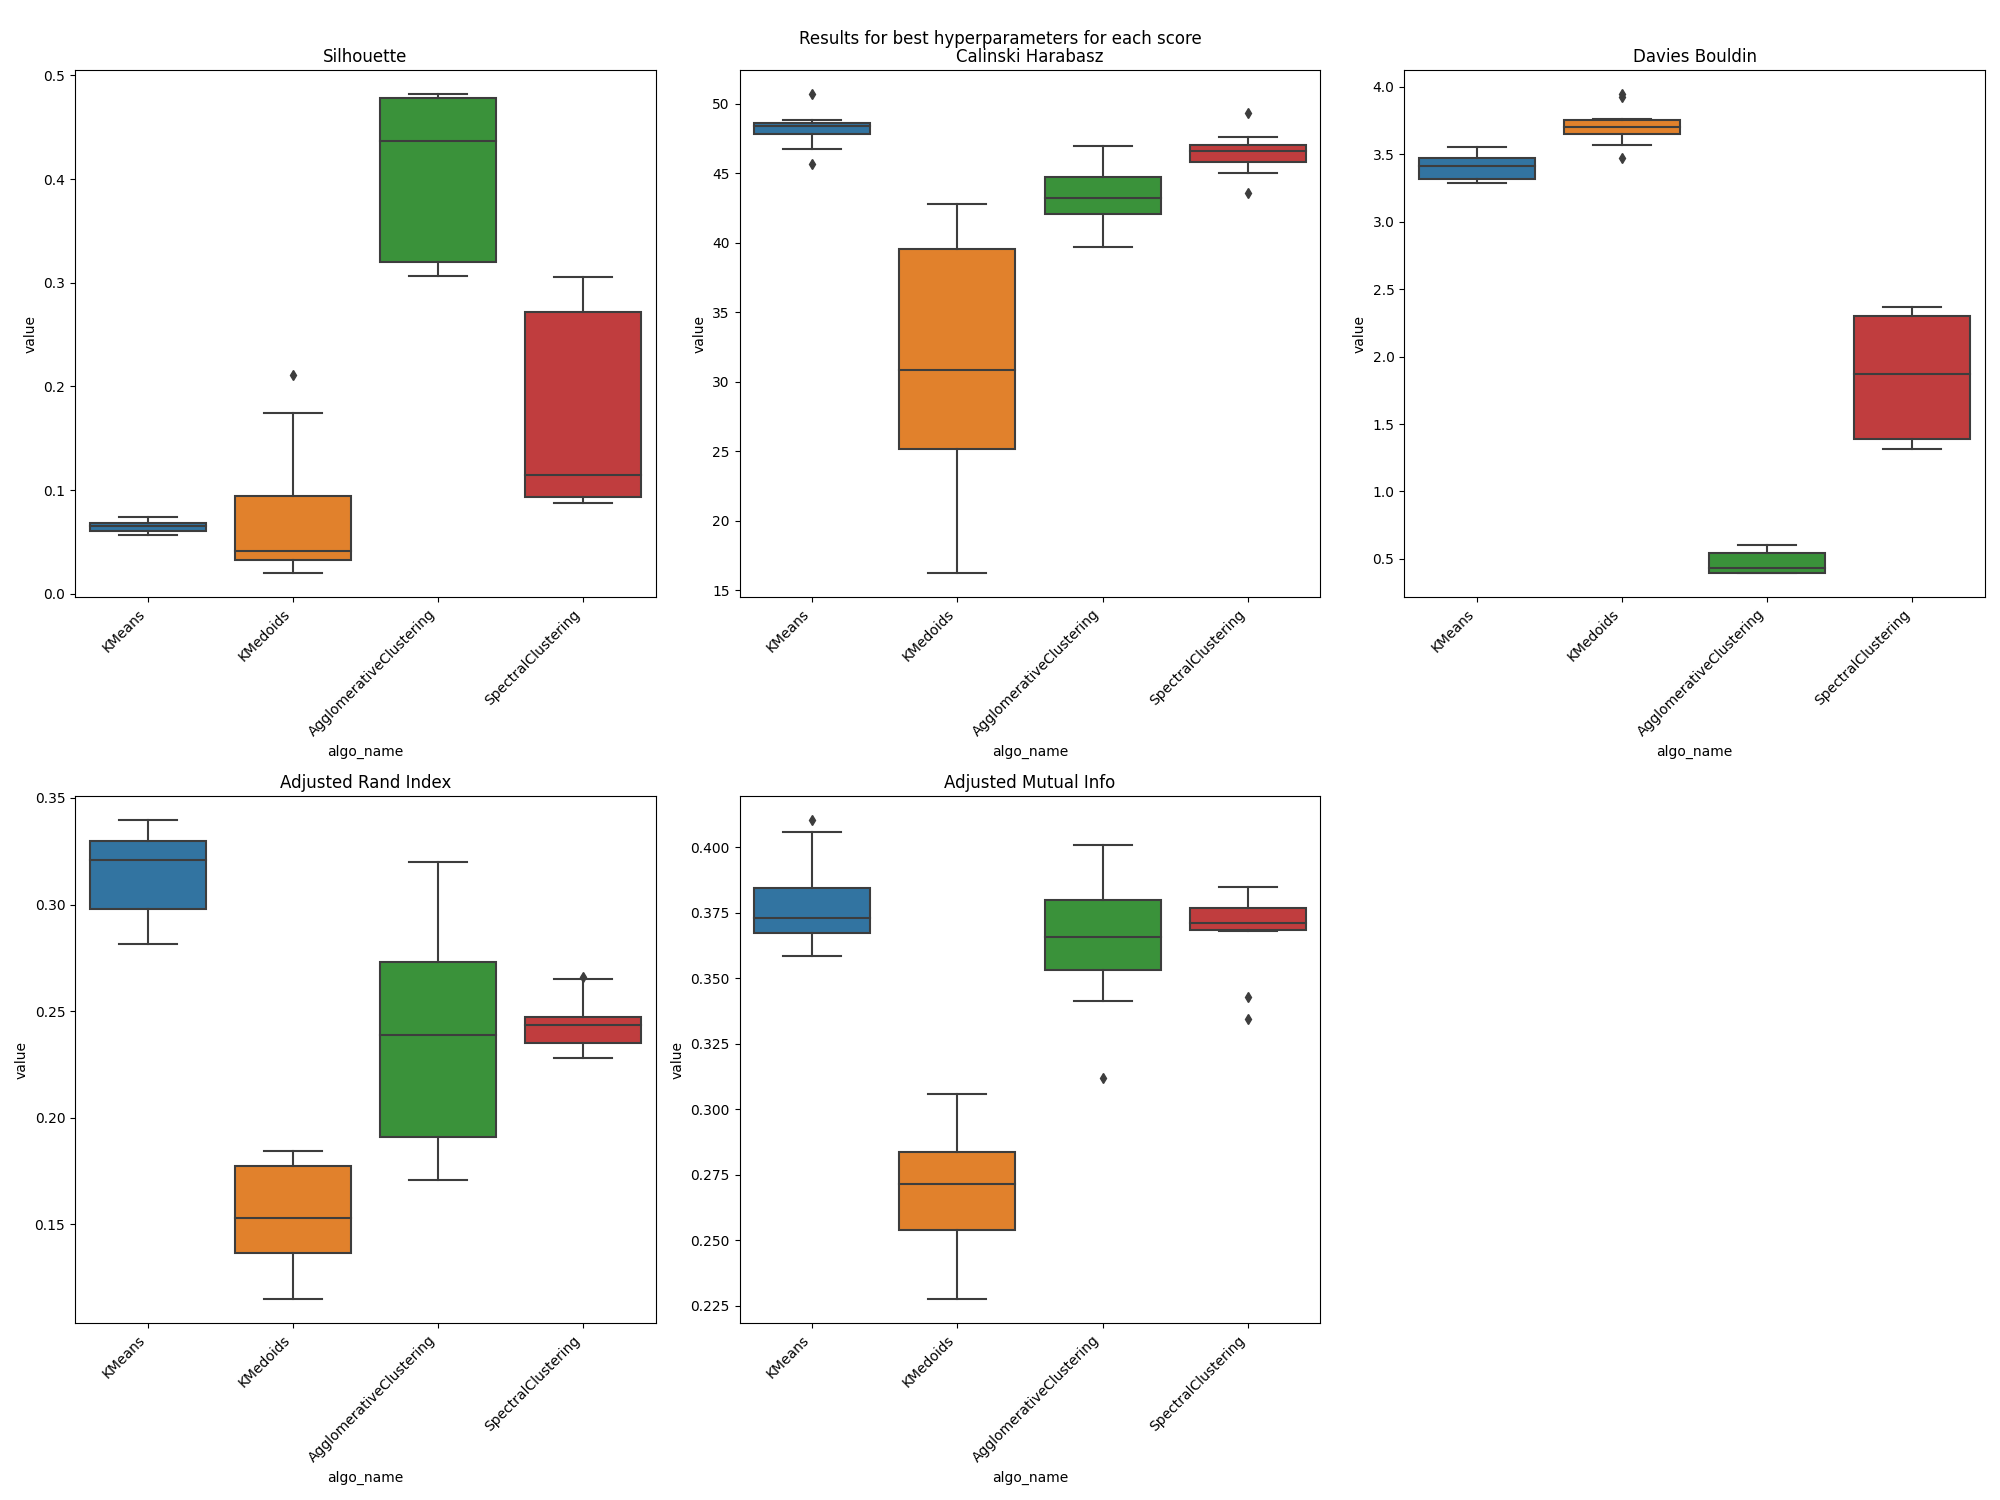 Results for best hyperparameters for each score
Silhouette
0.5
0.4
0.3
0.2
0.1
0.0
value
KMeans
KMedoids
AgglomerativeClustering
SpectralClustering
algo_name
Calinski Harabasz
50
45
40
35
30
25
20
15
value
KMeans
KMedoids
AgglomerativeClustering
SpectralClustering
algo_name
Davies Bouldin
4.0
3.5
3.0
2.5
2.0
1.5
1.0
0.5
value
KMeans
KMedoids
AgglomerativeClustering
SpectralClustering
algo_name
Adjusted Rand Index
0.35
0.30
0.25
0.20
0.15
value
KMeans
KMedoids
AgglomerativeClustering
SpectralClustering
algo_name
Adjusted Mutual Info
0.400
0.375
0.350
0.325
0.300
0.275
0.250
0.225
value
KMeans
KMedoids
AgglomerativeClustering
SpectralClustering
algo_name